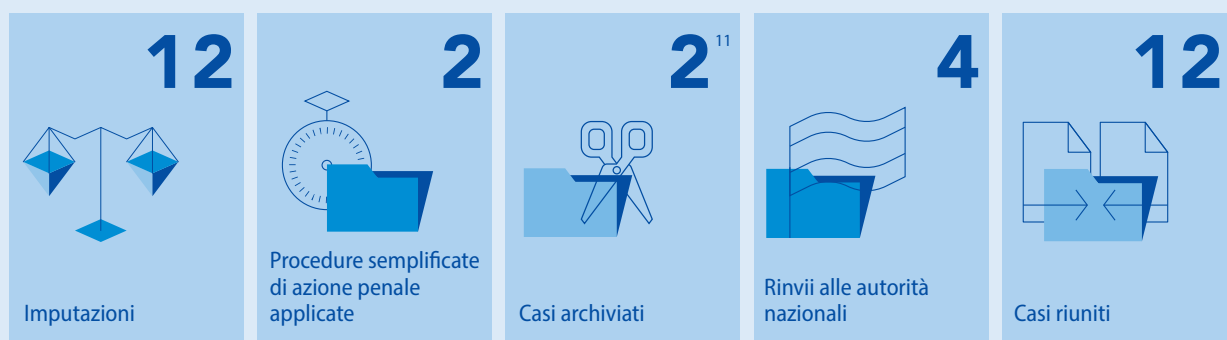 12
Imputazioni
2
Procedure semplificate
di azione penale
applicate
2 11
Casi archiviati
4
Rinvii alle autorità
nazionali
12
Casi riuniti